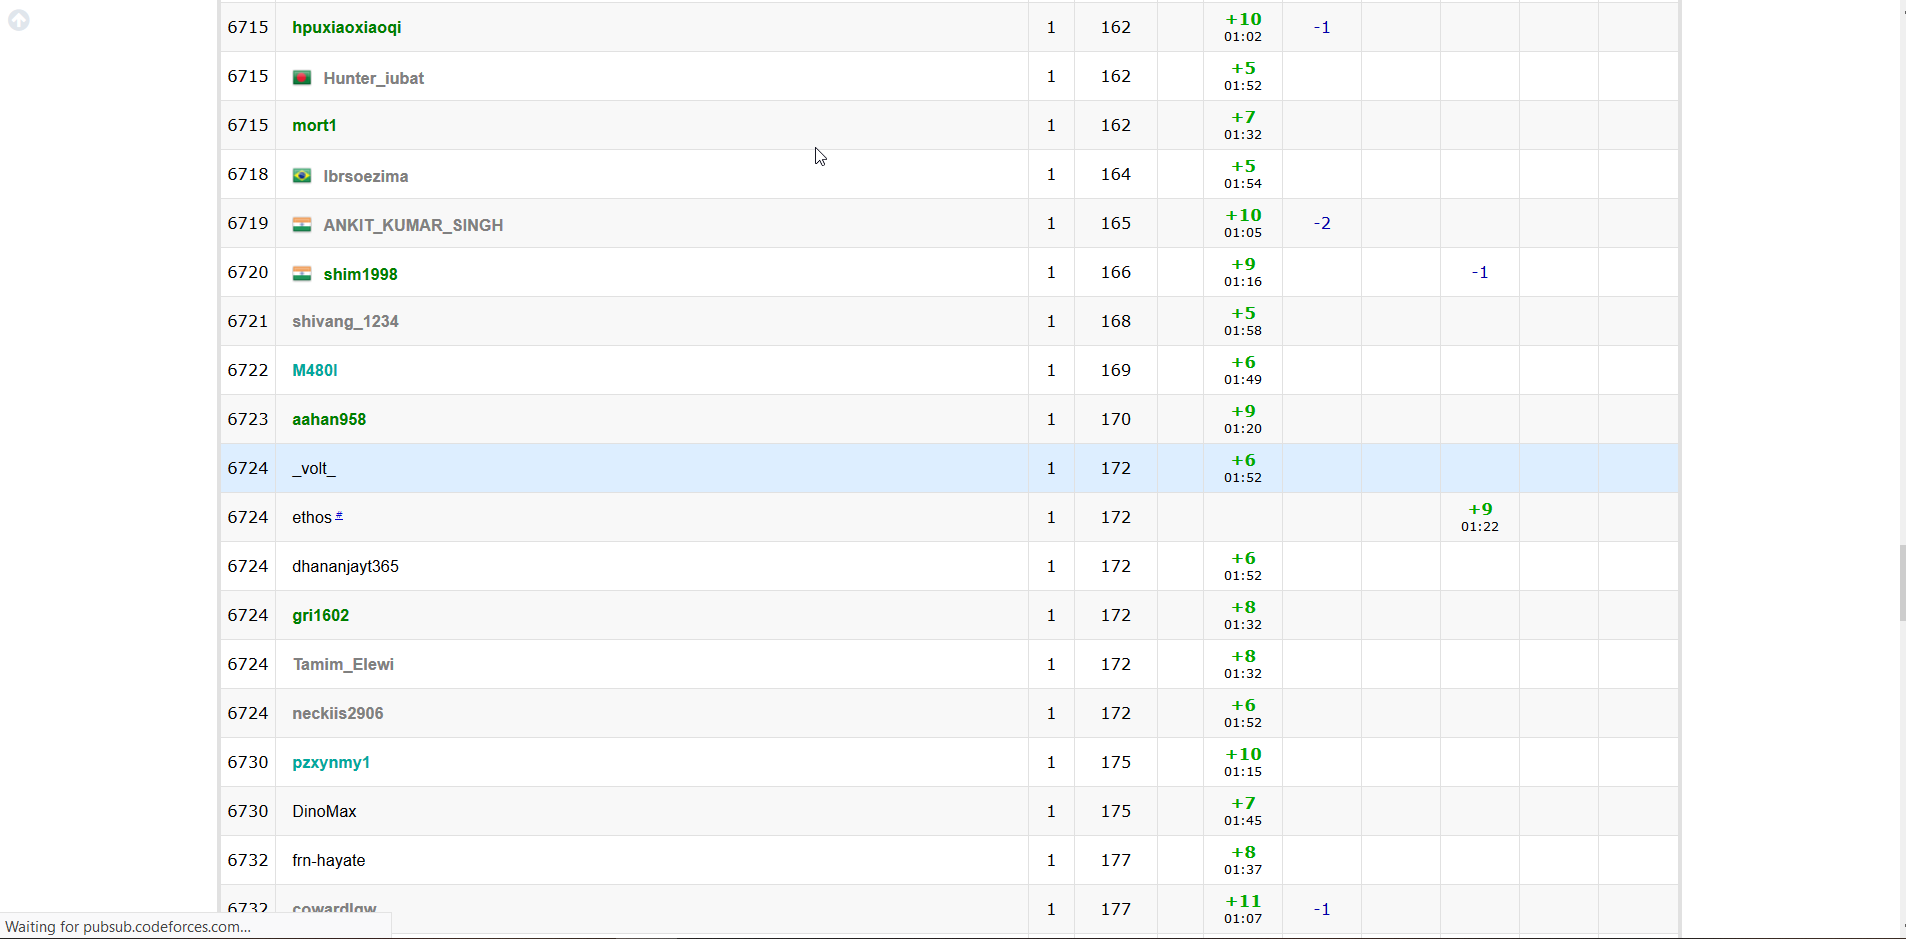 6715 hpuxiaoxiaoqi 1 162 +10 -1
01:02
6715 Hunter_iubat 1 162 +5
01:52
6715 mort1 1 162 +7
01:32
6718 lbrsoezima 1 164 +5
01:54
6719 ANKIT_KUMAR_SINGH 1 165 +10 -2
01:05
6720 shim1998 1 166 +9 -1
01:16
6721 shivang_1234 1 168 +5
01:58
6722 M480I 1 169 +6
01:49
6723 aahan958 1 170 +9
01:20
6724 _volt_ 1 172 +6
01:52
6724 ethos # 1 172 +9
01:22
6724 dhananjayt365 1 172 +6
01:52
6724 gri1602 1 172 +8
01:32
6724 Tamim_Elewi 1 172 +8
01:32
6724 neckiis2906 1 172 +6
01:52
6730 pzxynmy1 1 175 +10
01:15
6730 DinoMax 1 175 +7
01:45
6732 frn-hayate 1 177 +8
01:37
6732 cowardlgw 1 177 +11 -1
01:07
Waiting for pubsub.codeforces.com...